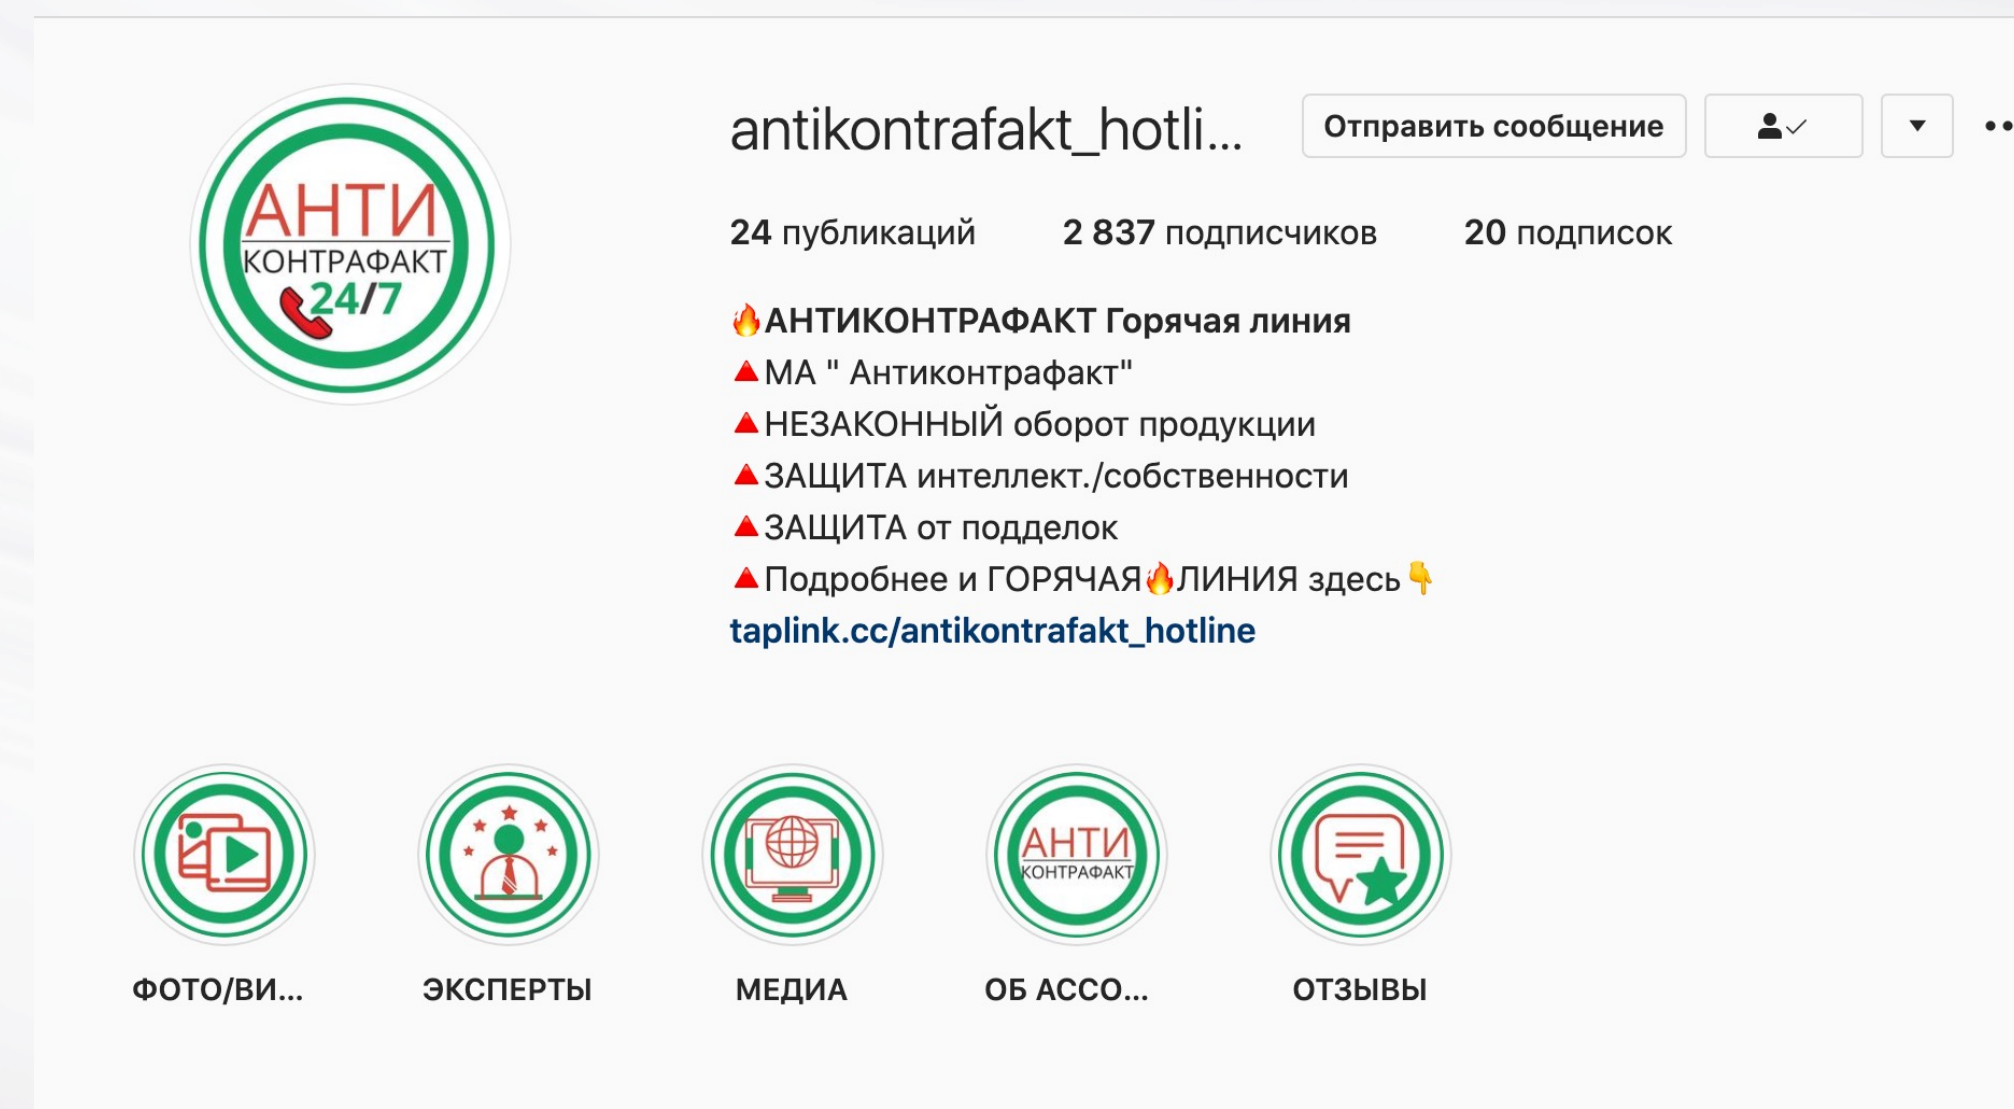 antikontrafakt_hotli...
Отправить сообщение
24 публикаций 2 837 подписчиков 20 подписок
АНТИ
КОНТРАФАКТ
24/7
🔥АНТИКОНТРАФАКТ Горячая линия
🔺МА " Антиконтрафакт"
🔺НЕЗАКОННЫЙ оборот продукции
🔺ЗАЩИТА интеллект./собственности
🔺ЗАЩИТА от подделок
🔺Подробнее и ГОРЯЧАЯ🔥ЛИНИЯ здесь👇
taplink.cc/antikontrafakt_hotline
АНТИ
КОНТРАФАКТ
ФОТО/ВИ... ЭКСПЕРТЫ МЕДИА ОБ АССО... ОТЗЫВЫ